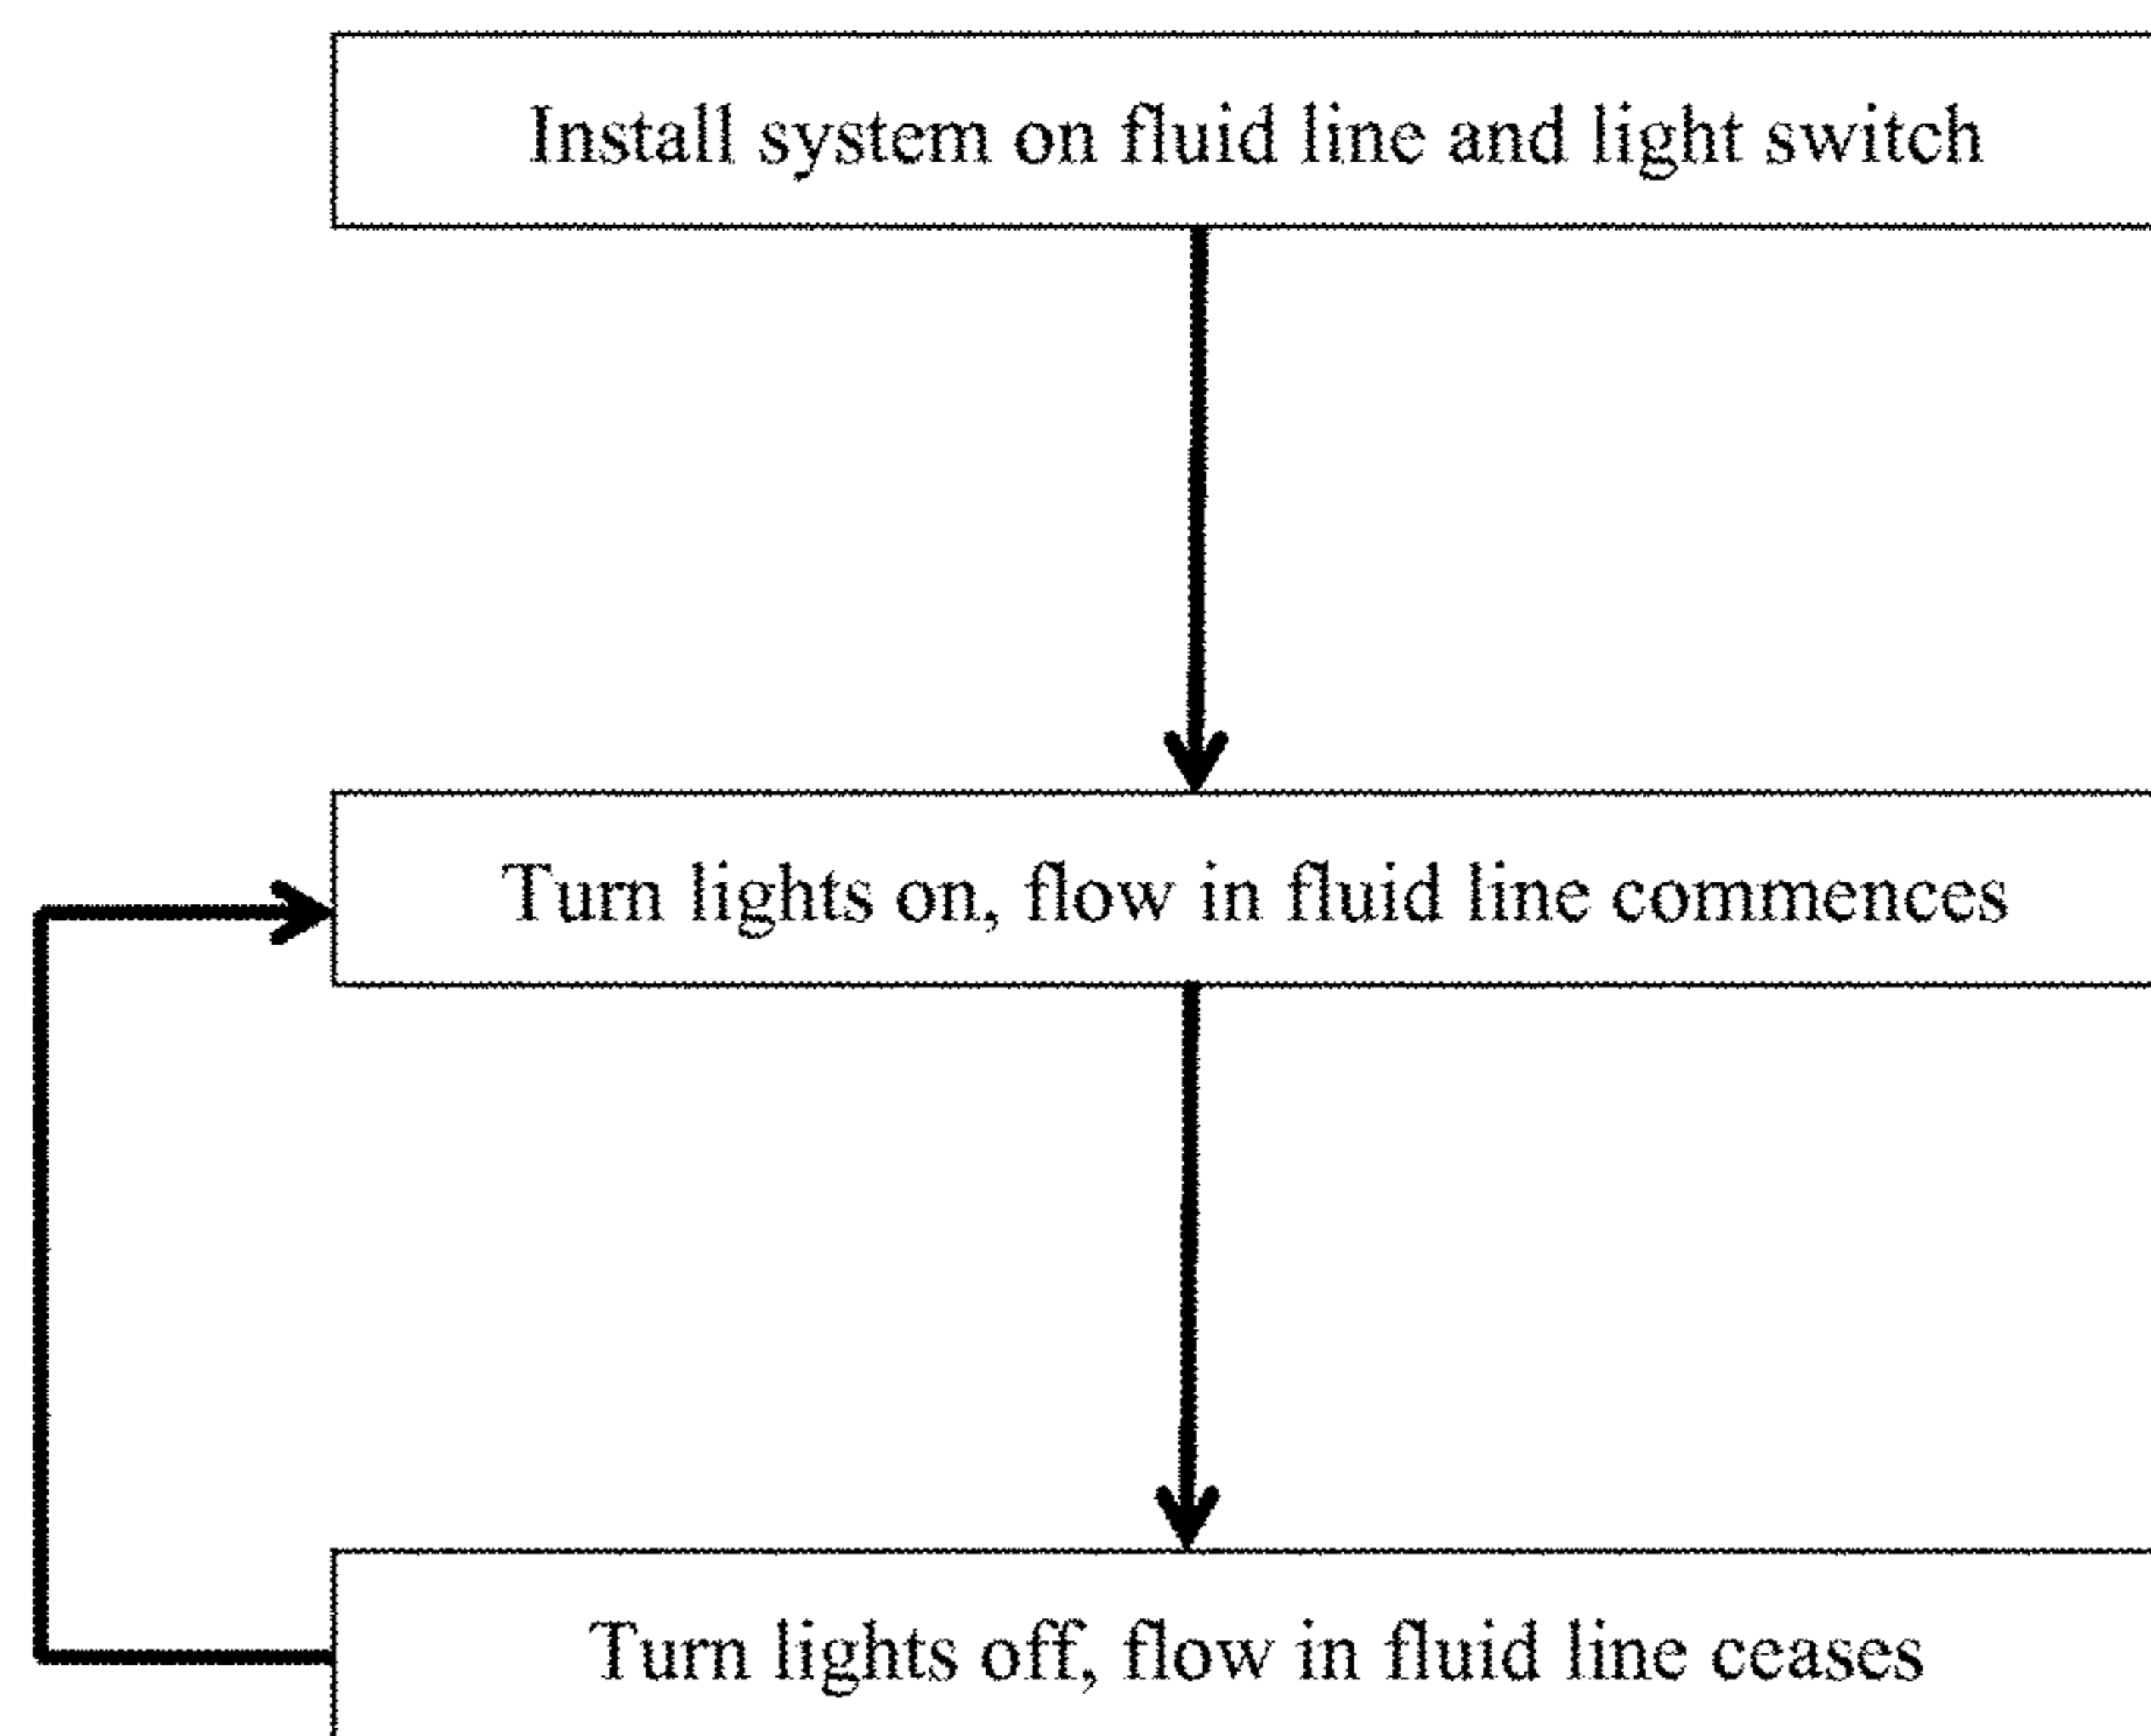 Install system on fluid line and light switch
Turn lights on, flow in fluid line commences
Turn lights off, flow in fluid line ceases